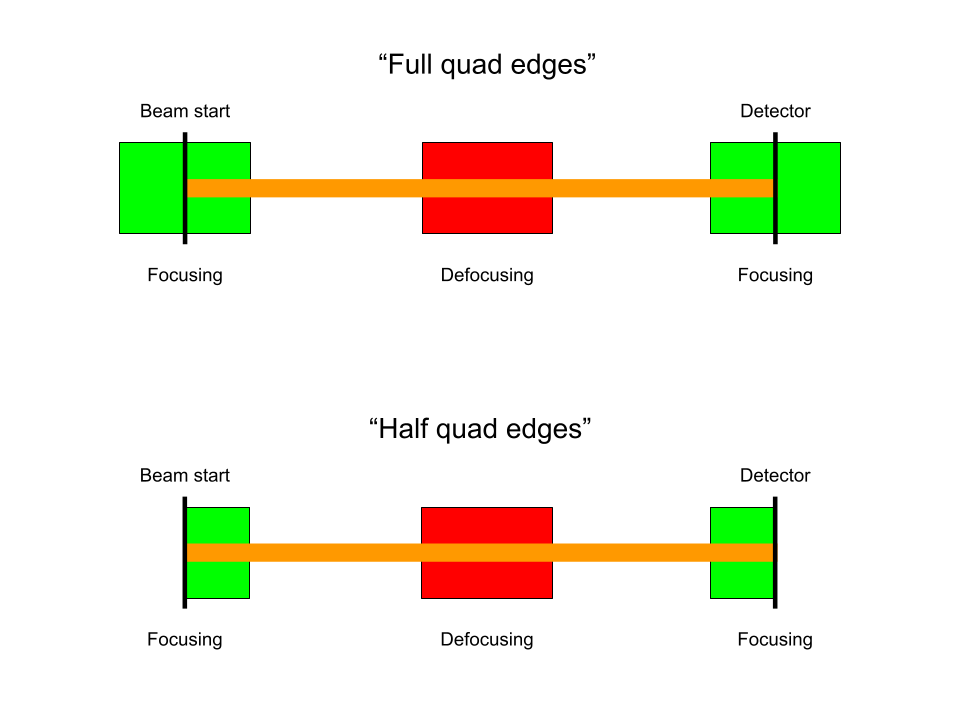 “Full quad edges”
Beam start
Detector
Focusing
Defocusing
Focusing
“Half quad edges”
Beam start
Detector
Focusing
Defocusing
Focusing